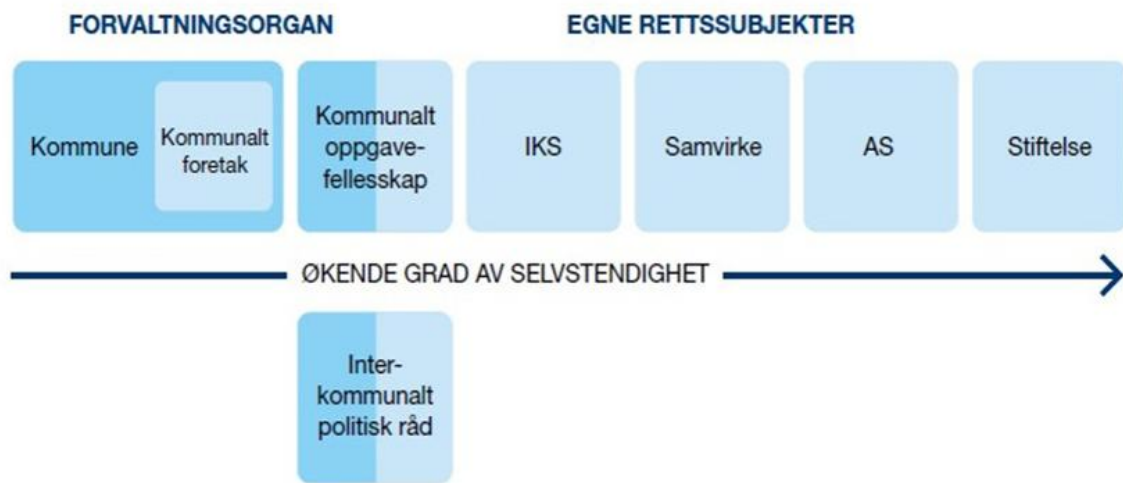 FORVALTNINGSORGAN
EGNE RETTSSUBJEKTER
Kommune
Kommunalt
foretak
Kommunalt
oppgave-
fellesskap
IKS
Samvirke
AS
Stiftelse
ØKENDE GRAD AV SELVSTENDIGHET
Inter-
kommunalt
politisk råd